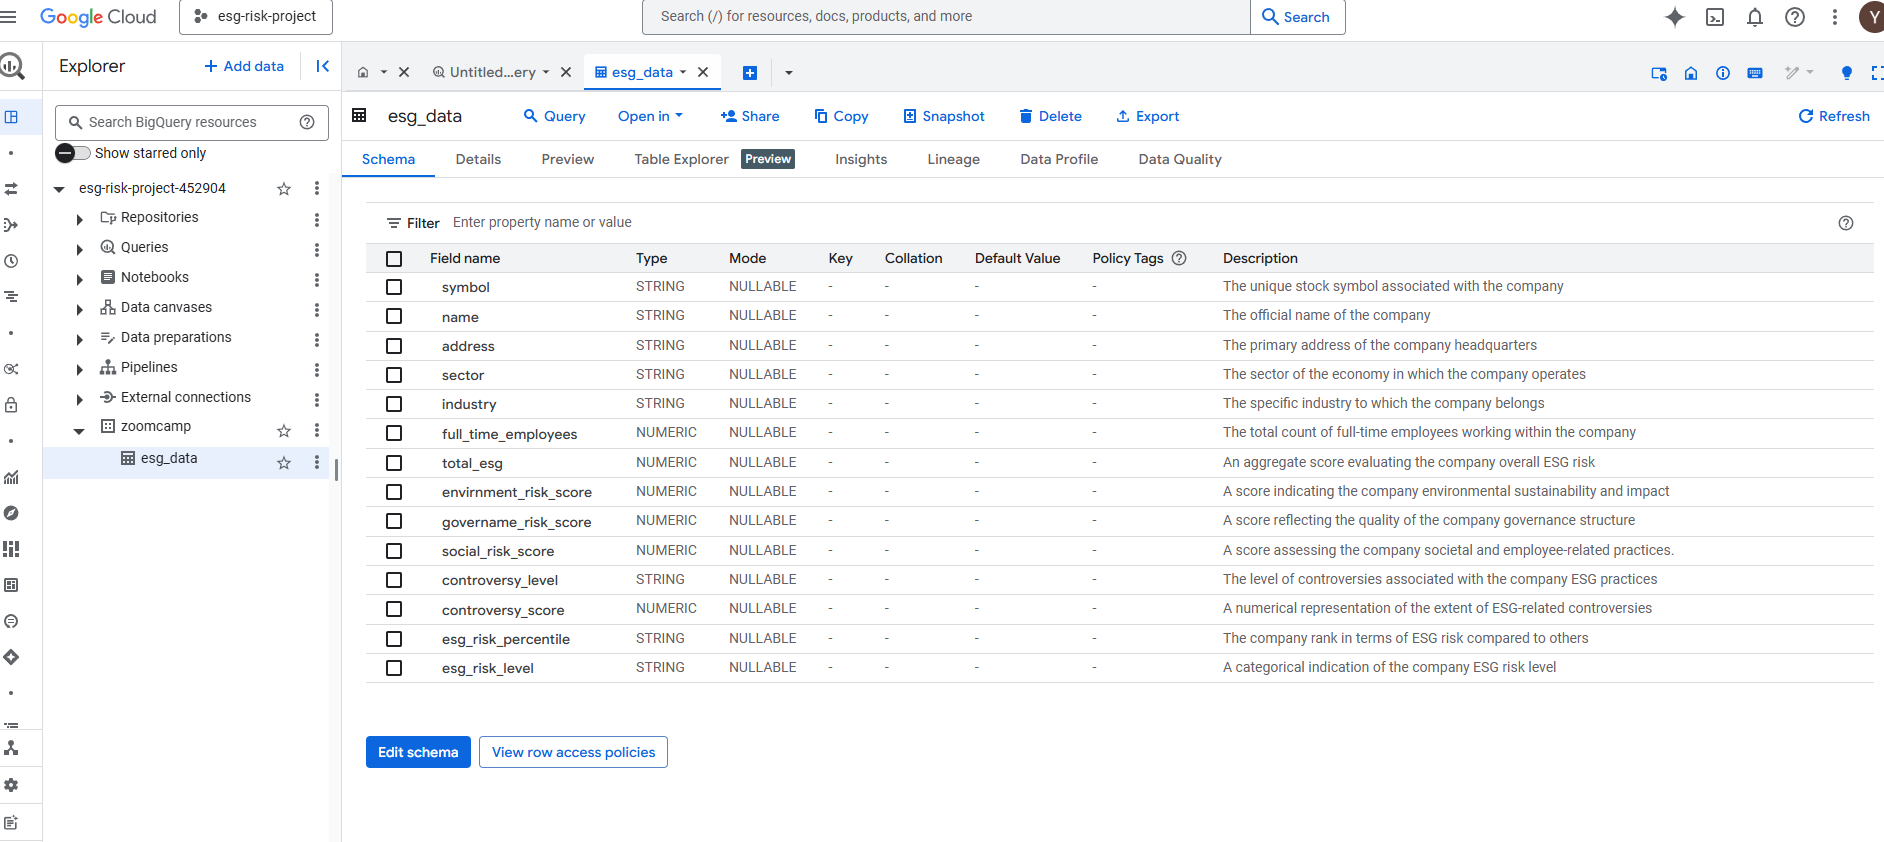 Google Cloud
esg-risk-project
Search (/) for resources, docs, products, and more
Search
Y
Explorer
Add data
Untitled...ery
esg_data
Search BigQuery resources
Show starred only
esg-risk-project-452904
Repositories
Queries
Notebooks
Data canvases
Data preparations
Pipelines
External connections
zoomcamp
esg_data
esg_data
Query
Open in
Share
Copy
Snapshot
Delete
Export
Refresh
Schema
Details
Preview
Table Explorer
Preview
Insights
Lineage
Data Profile
Data Quality
Filter Enter property name or value
Field name Type Mode Key Collation Default Value Policy Tags Description
symbol STRING NULLABLE - - - - The unique stock symbol associated with the company
name STRING NULLABLE - - - - The official name of the company
address STRING NULLABLE - - - - The primary address of the company headquarters
sector STRING NULLABLE - - - - The sector of the economy in which the company operates
industry STRING NULLABLE - - - - The specific industry to which the company belongs
full_time_employees NUMERIC NULLABLE - - - - The total count of full-time employees working within the company
total_esg NUMERIC NULLABLE - - - - An aggregate score evaluating the company overall ESG risk
envirnment_risk_score NUMERIC NULLABLE - - - - A score indicating the company environmental sustainability and impact
govername_risk_score NUMERIC NULLABLE - - - - A score reflecting the quality of the company governance structure
social_risk_score NUMERIC NULLABLE - - - - A score assessing the company societal and employee-related practices.
controversy_level STRING NULLABLE - - - - The level of controversies associated with the company ESG practices
controversy_score NUMERIC NULLABLE - - - - A numerical representation of the extent of ESG-related controversies
esg_risk_percentile STRING NULLABLE - - - - The company rank in terms of ESG risk compared to others
esg_risk_level STRING NULLABLE - - - - A categorical indication of the company ESG risk level
Edit schema
View row access policies